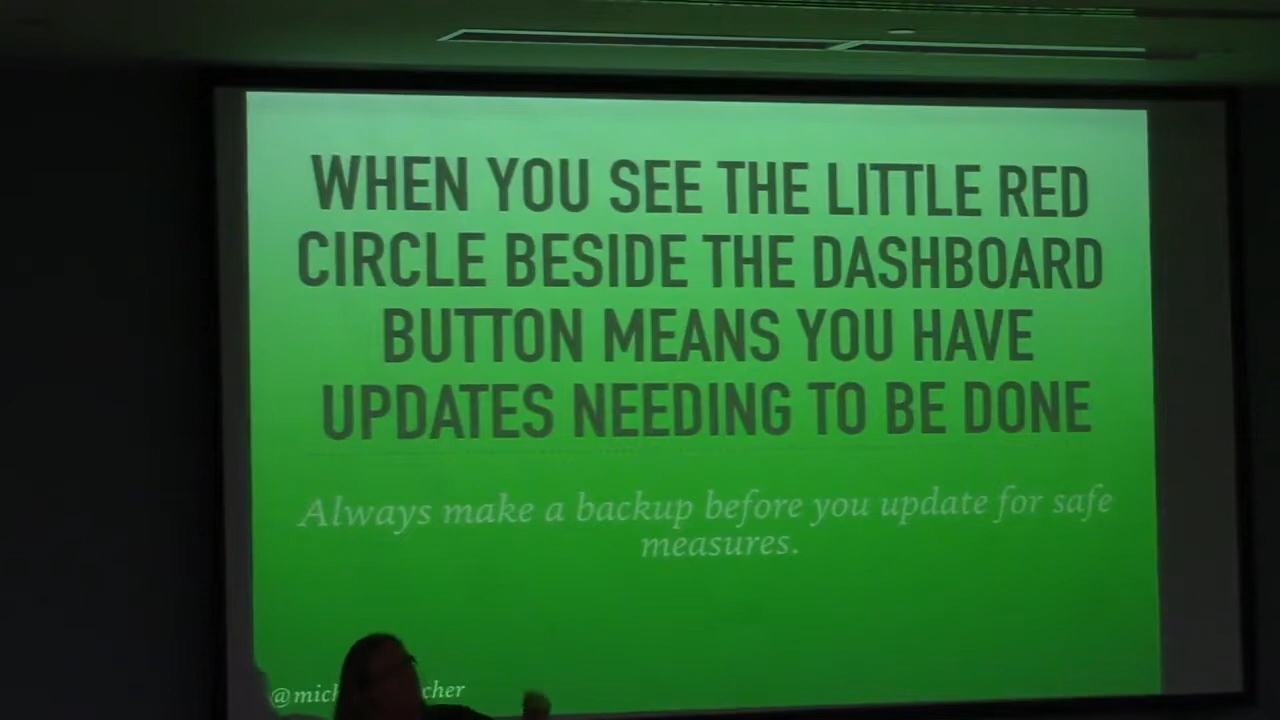 WHEN YOU SEE THE LITTLE RED
CIRCLE BESIDE THE DASHBOARD
BUTTON MEANS YOU HAVE
UPDATES NEEDING TO BE DONE
Always make a backup before you update for safe
measures.